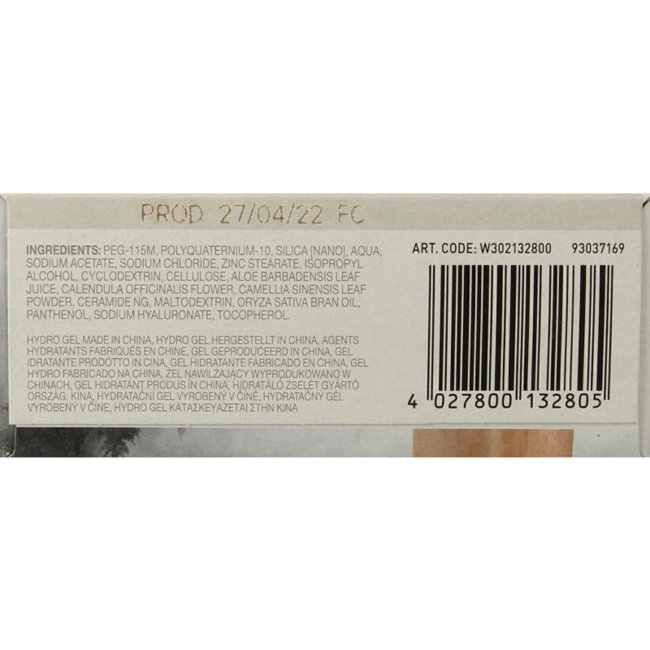 PROD 27/04/22 FC
INGREDIENTS: PEG-115M, POLYQUATERNIUM-10, SILICA [NANO], AQUA,
SODIUM ACETATE, SODIUM CHLORIDE, ZINC STEARATE, ISOPROPYL
ALCOHOL, CYCLODEXTRIN, CELLULOSE, ALOE BARBADENSIS LEAF
JUICE, CALENDULA OFFICINALIS FLOWER, CAMELLIA SINENSIS LEAF
POWDER, CERAMIDE NG, MALTODEXTRIN, ORYZA SATIVA BRAN OIL,
PANTHENOL, SODIUM HYALURONATE, TOCOPHEROL.
HYDRO GEL MADE IN CHINA, HYDRO GEL HERGESTELLT IN CHINA, AGENTS
HYDRATANTS FABRIQUÉS EN CHINE, GEL GEPRODUCEERD IN CHINA, GEL
IDRATANTE PRODOTTO IN CINA, GEL HIDRATANTE FABRICADO EN CHINA, GEL
HYDRO FABRICADO NA CHINA, ŻEL NAWILŻAJĄCY WYPRODUKOWANO W
CHINACH, GEL HIDRATANT PRODUS ÎN CHINA. HIDRATÁLÓ ZSELÉT GYÁRTÓ
ORSZÁG: KÍNA, HYDRATAČNÍ GEL VYROBENÝ V ČÍNĚ, HYDRATAČNÝ GÉL
VYROBENÝ V ČÍNE, HYDRO GEL ΚΑΤΑΣΚΕΥΑΖΕΤΑΙ ΣΤΗΝ ΚΙΝΑ
ART. CODE: W302132800 93037169
4 027800 132805